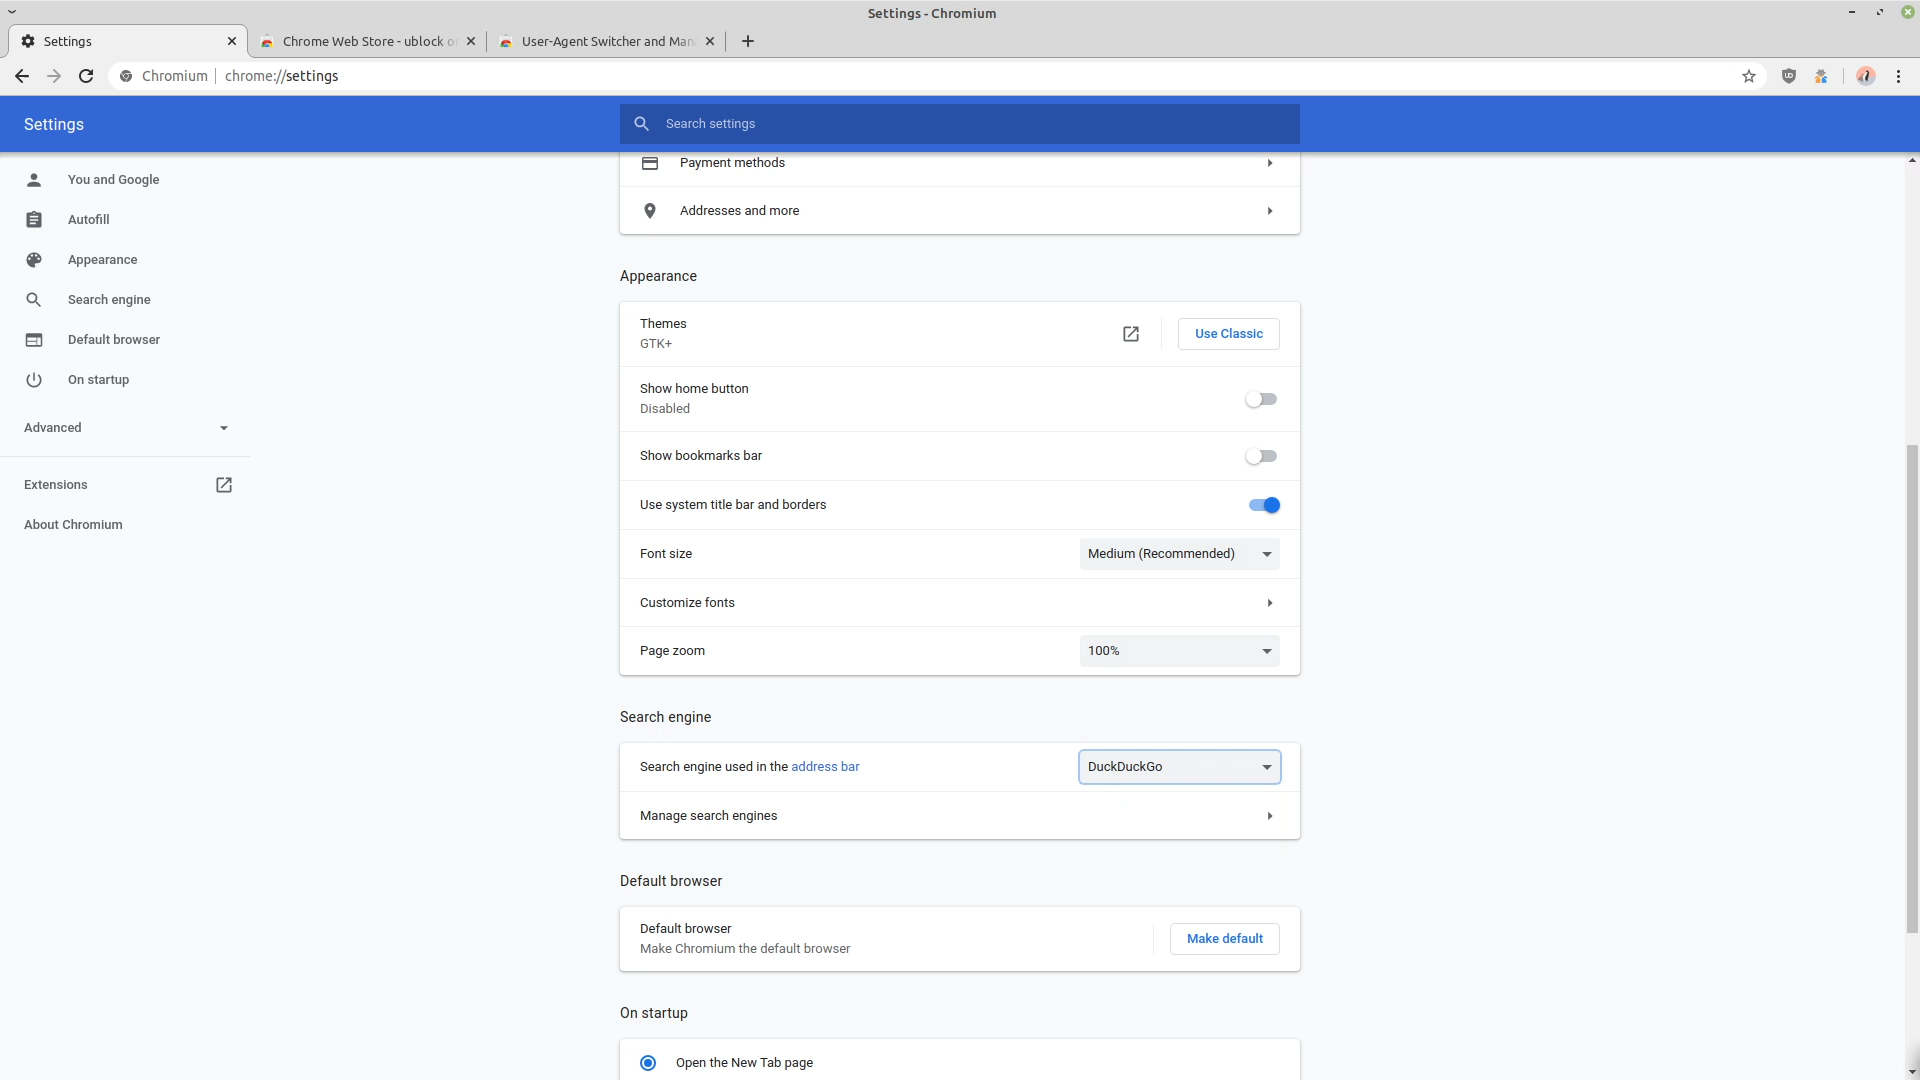 Settings - Chromium
Settings
Chrome Web Store - ublock o
User-Agent Switcher and Man
Chromium
chrome://settings
Settings
Search settings
You and Google
Autofill
Appearance
Search engine
Default browser
On startup
Advanced
Extensions
About Chromium
Payment methods
Addresses and more
Appearance
Themes
GTK+
Use Classic
Show home button
Disabled
Show bookmarks bar
Use system title bar and borders
Font size
Medium (Recommended)
Customize fonts
Page zoom
100%
Search engine
Search engine used in the address bar
DuckDuckGo
Manage search engines
Default browser
Default browser
Make Chromium the default browser
Make default
On startup
Open the New Tab page